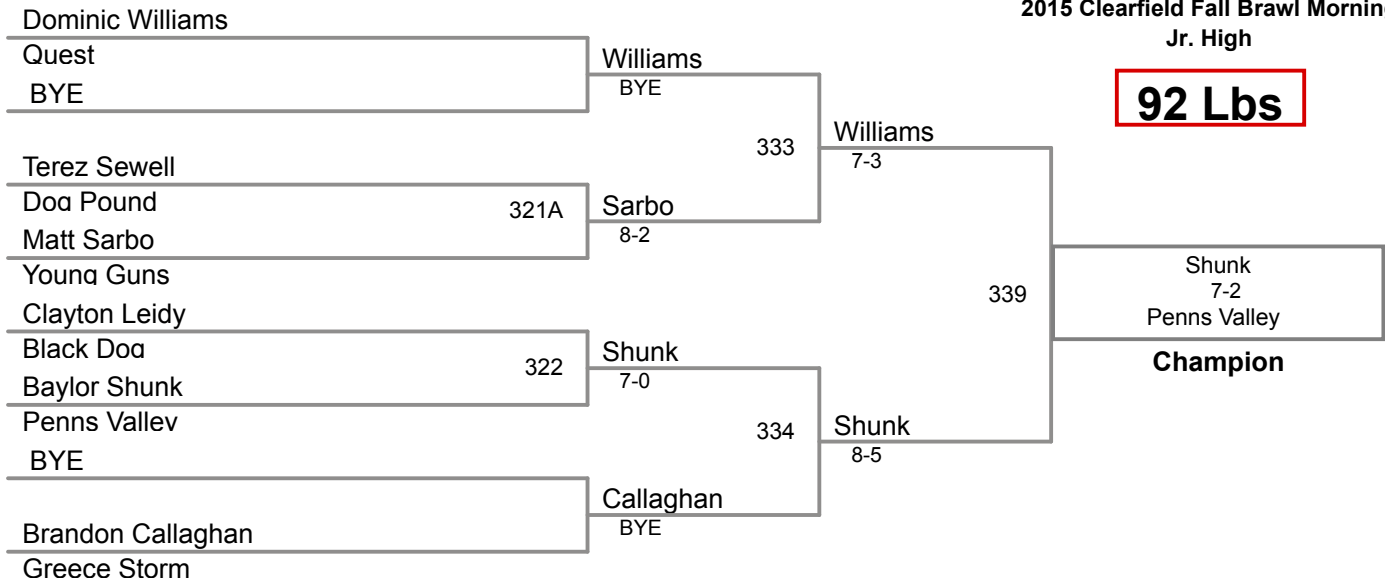 2015 Clearfield Fall Brawl Mornin
Jr. High
92 Lbs
Dominic Williams
Quest
BYE
Terez Sewell
Dog Pound
Matt Sarbo
Young Guns
Clayton Leidy
Black Dog
Baylor Shunk
Penns Valley
BYE
Brandon Callaghan
Greece Storm
321A
322
Williams
BYE
Sarbo
8-2
Shunk
7-0
Callaghan
BYE
333
334
Williams
7-3
Shunk
8-5
339
Shunk
7-2
Penns Valley
Champion